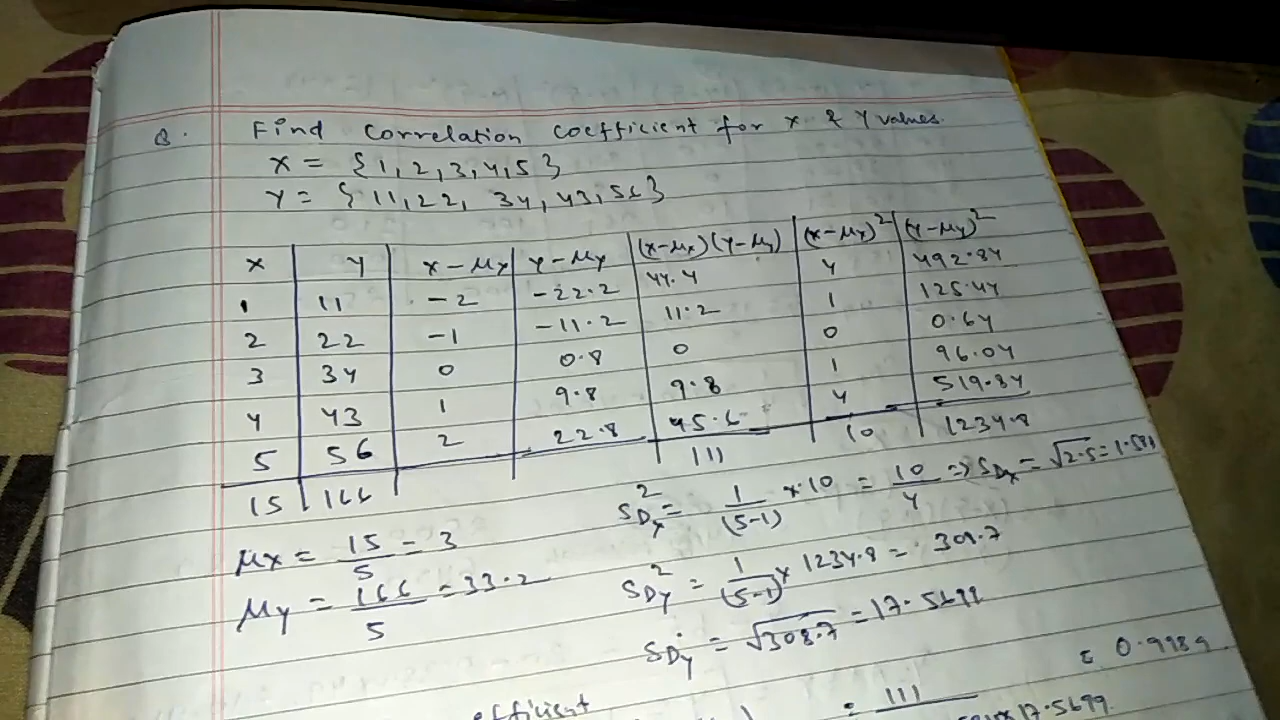 Q. Find correlation coefficient for x & Y values.
X = {1,2,3,4,5}
Y = {11,22, 34,43,56}
x y x-μx y-μy (x-μx)(y-μy) (x-μx)² (y-μy)²
1 11 -2 -22.2 44.4 4 492.84
2 22 -1 -11.2 11.2 1 125.44
3 34 0 0.8 0 0 0.64
4 43 1 9.8 9.8 1 96.04
5 56 2 22.8 45.6 4 519.84
15 166 111 10 1234.8
μx = 15/5 = 3
μy = 166/5 = 33.2
SDx² = 1/(5-1) x 10 = 10/4 => SDx = √2.5 = 1.581
SDy² = 1/(5-1) x 1234.8 = 308.7
SDy = √308.7 = 17.5699
= 0.9989
efficient = 111
x 17.5699